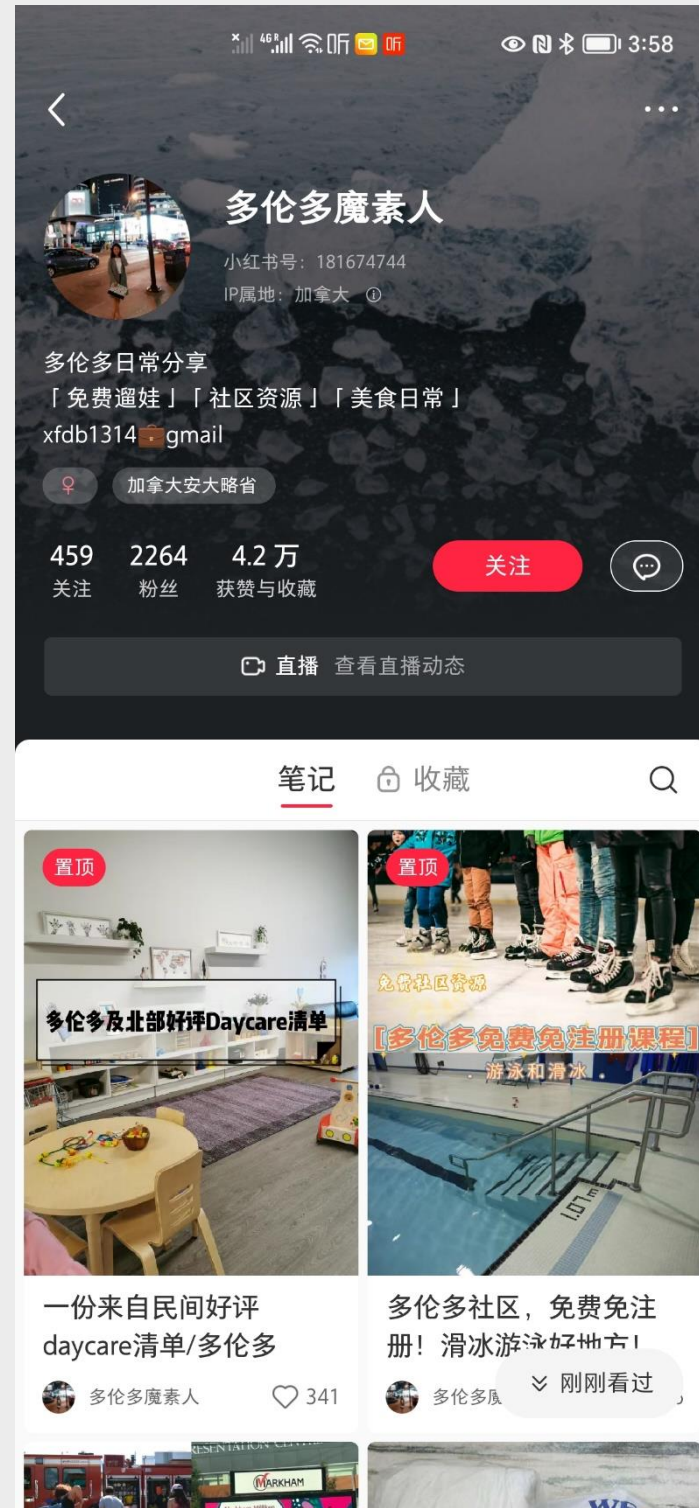 46 R
听
听
3:58
多伦多魔素人
小红书号：181674744
IP属地：加拿大
多伦多日常分享
「 免费遛娃 」「 社区资源 」「 美食日常 」
xfdb1314💼gmail
♀
加拿大安大略省
459
关注
2264
粉丝
4.2 万
获赞与收藏
关注
直播 查看直播动态
笔记
收藏
置顶
多伦多及北部好评Daycare清单
一份来自民间好评
daycare清单/多伦多
多伦多魔素人
341
置顶
免费社区资源
[多伦多免费免注册课程]
游泳和滑冰
多伦多社区，免费免注
册！滑冰游泳好地方！
多伦多
刚刚看过
MARKHAM